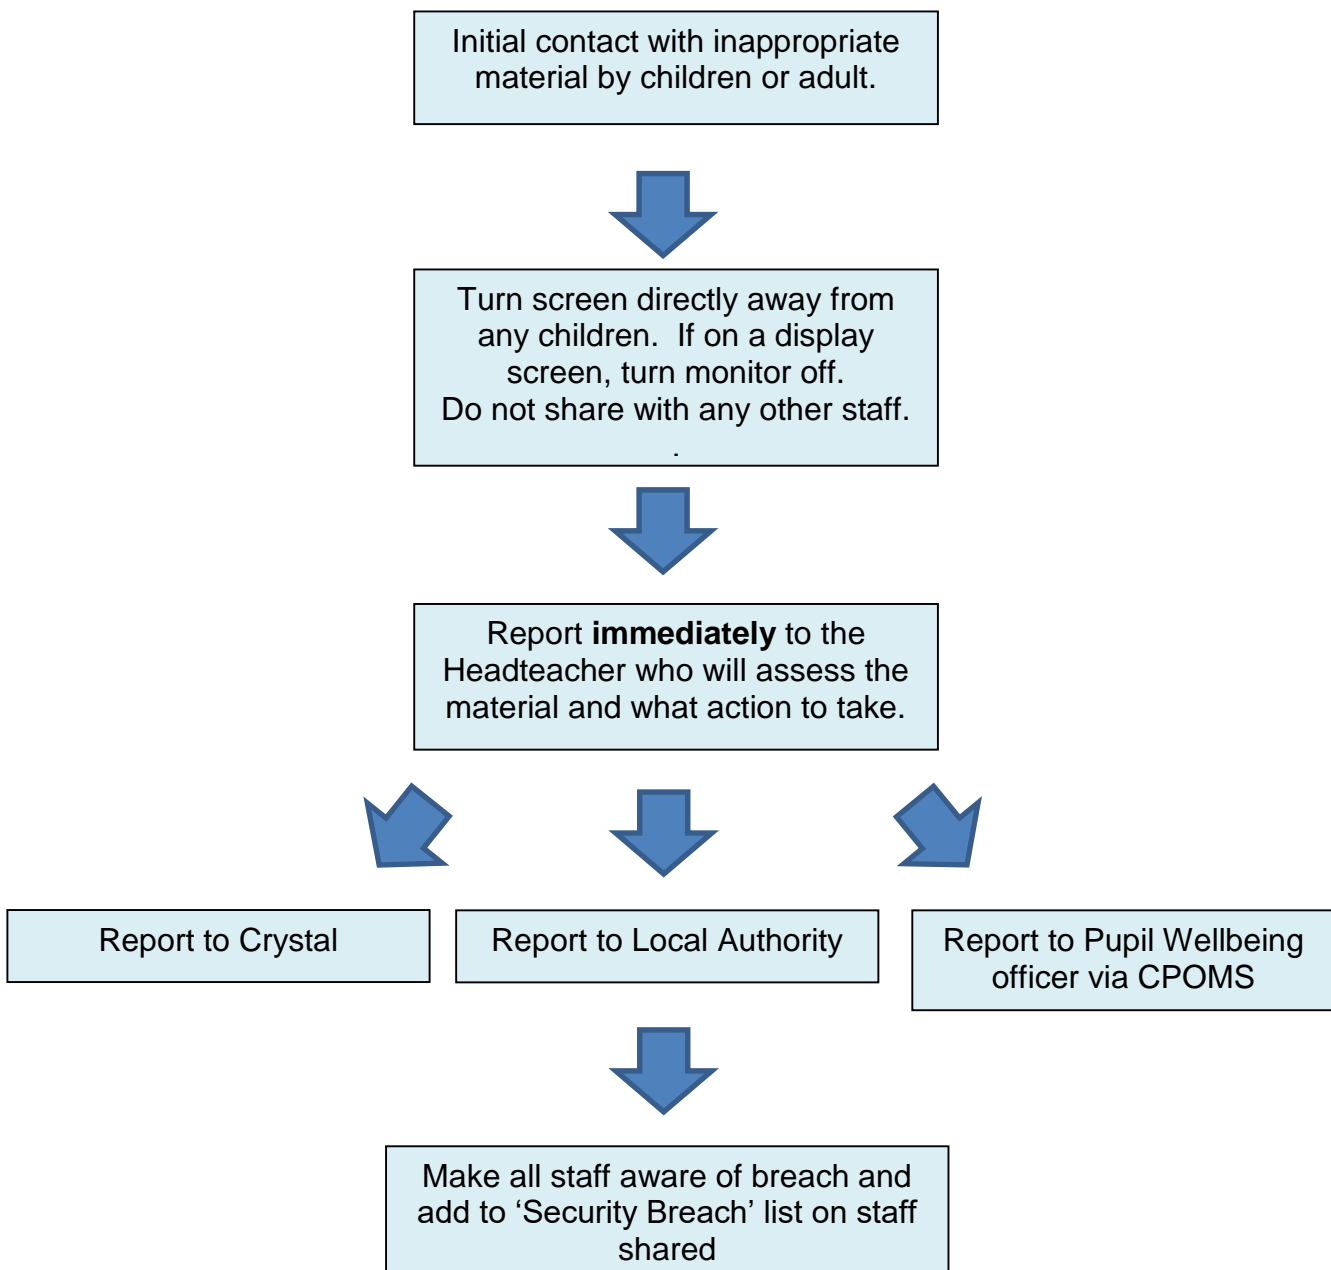 Initial contact with inappropriate
material by children or adult.
Turn screen directly away from
any children.  If on a display
screen, turn monitor off.
Do not share with any other staff.
.
Report immediately to the
Headteacher who will assess the
material and what action to take.
Report to Crystal
Report to Local Authority
Report to Pupil Wellbeing
officer via CPOMS
Make all staff aware of breach and
add to ‘Security Breach’ list on staff
shared